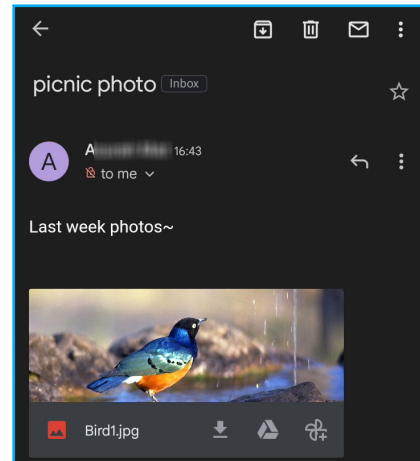 picnic photo Inbox
A
A 16:43
to me
Last week photos~
Bird1.jpg